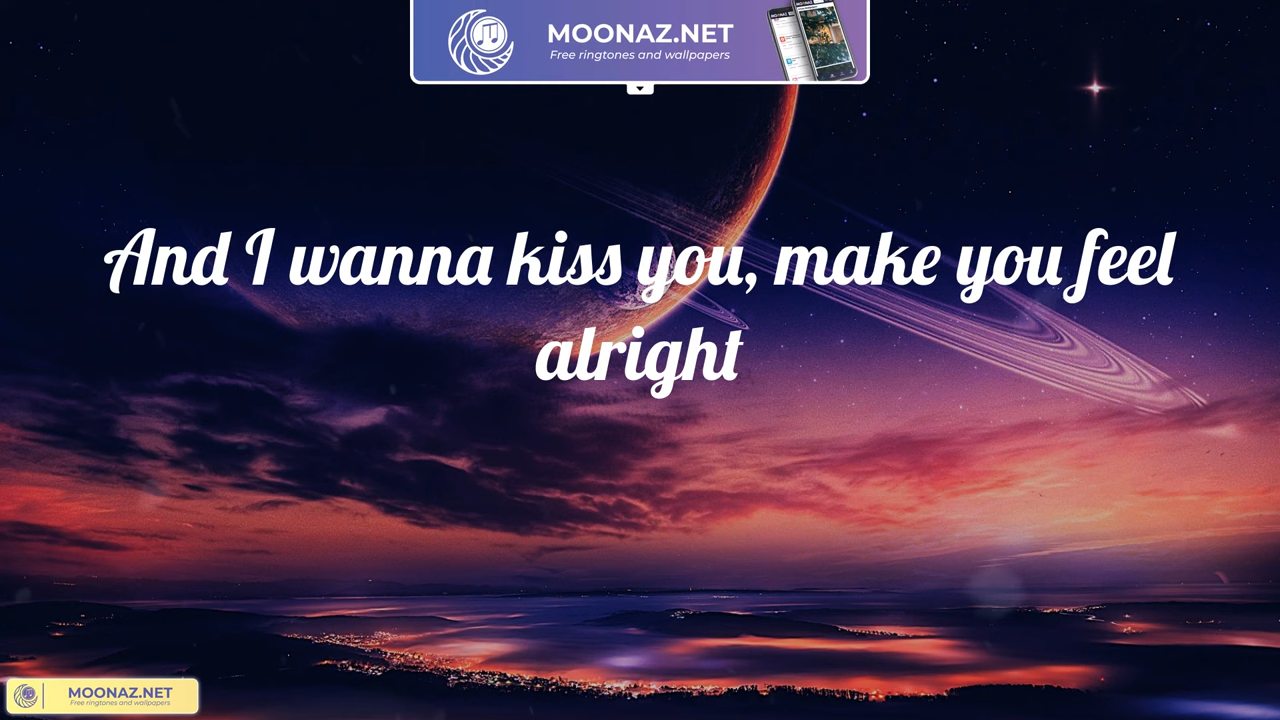 MOONAZ.NET
Free ringtones and wallpapers
And I wanna kiss you, make you feel
alright
MOONAZ.NET
Free ringtones and wallpapers